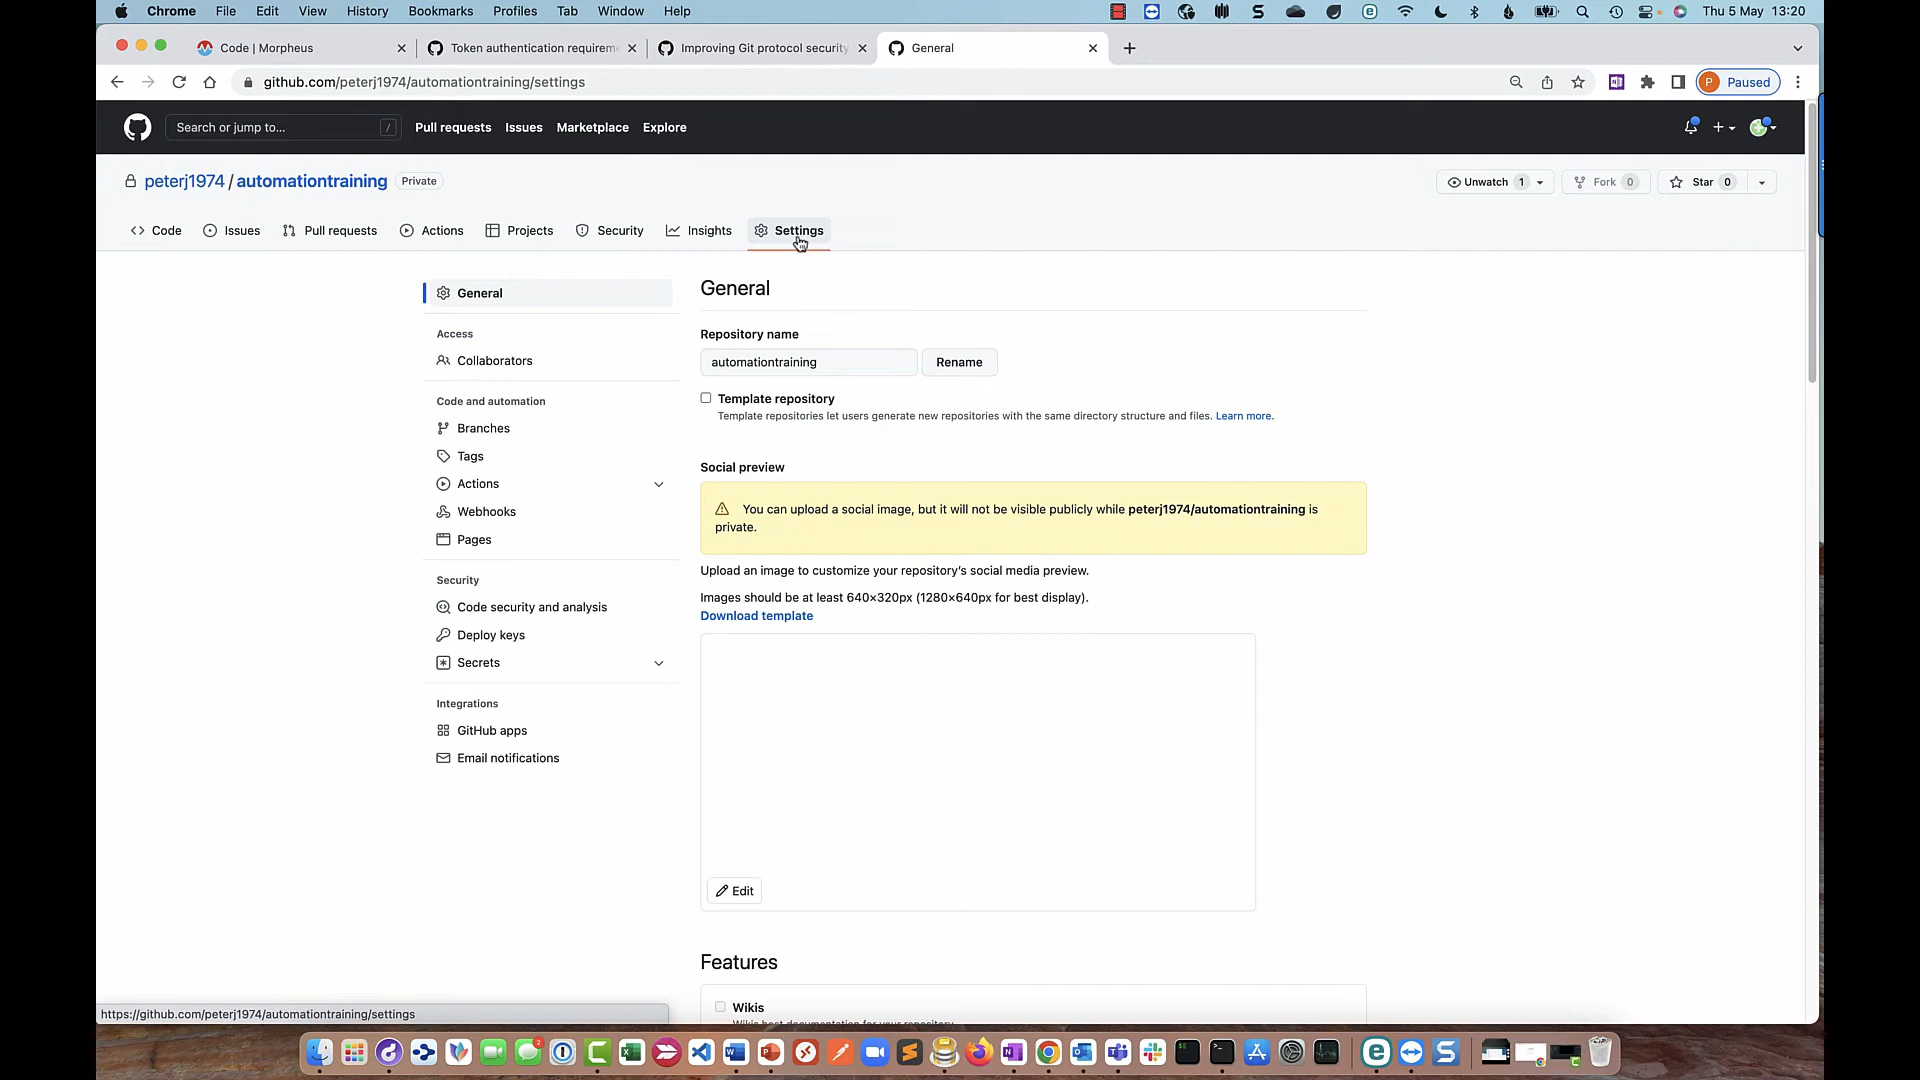 Chrome File Edit View History Bookmarks Profiles Tab Window Help Thu 5 May 13:20
Code | Morpheus Token authentication requirem Improving Git protocol security General
github.com/peterj1974/automationtraining/settings P Paused
Search or jump to... / Pull requests Issues Marketplace Explore
peterj1974 / automationtraining Private Unwatch 1 Fork 0 Star 0
Code Issues Pull requests Actions Projects Security Insights Settings
General
Access
Collaborators
Code and automation
Branches
Tags
Actions
Webhooks
Pages
Security
Code security and analysis
Deploy keys
Secrets
Integrations
GitHub apps
Email notifications
General
Repository name
automationtraining Rename
Template repository
Template repositories let users generate new repositories with the same directory structure and files. Learn more.
Social preview
You can upload a social image, but it will not be visible publicly while peterj1974/automationtraining is
private.
Upload an image to customize your repository's social media preview.
Images should be at least 640×320px (1280×640px for best display).
Download template
Edit
Features
Wikis
Wikis host documentation for your repository.
https://github.com/peterj1974/automationtraining/settings